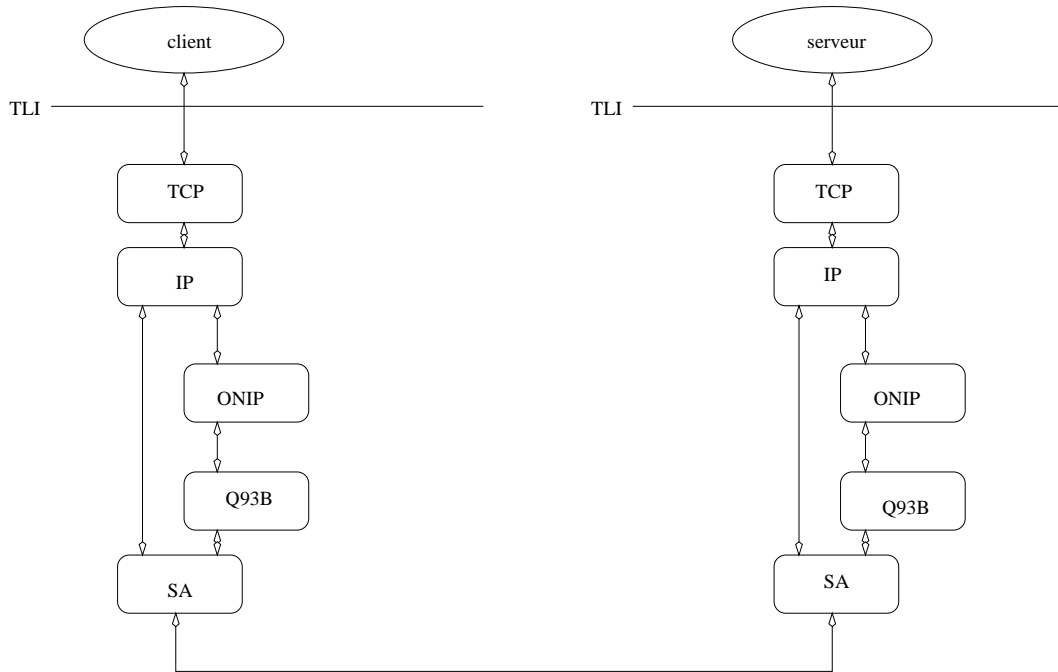 client
serveur
TLI
TLI
TCP
TCP
IP
IP
ONIP
ONIP
Q93B
Q93B
SA
SA